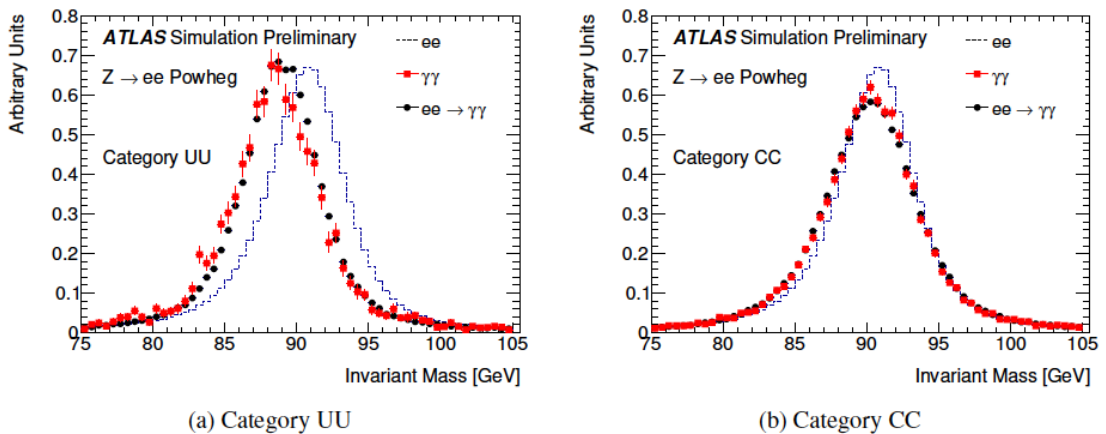 Arbitrary Units
0.8
0.7
0.6
0.5
0.4
0.3
0.2
0.1
0
ATLAS Simulation Preliminary
Z → ee Powheg
Category UU
ee
γγ
ee → γγ
75 80 85 90 95 100 105
Invariant Mass [GeV]
(a) Category UU
Arbitrary Units
0.8
0.7
0.6
0.5
0.4
0.3
0.2
0.1
0
ATLAS Simulation Preliminary
Z → ee Powheg
Category CC
ee
γγ
ee → γγ
75 80 85 90 95 100 105
Invariant Mass [GeV]
(b) Category CC